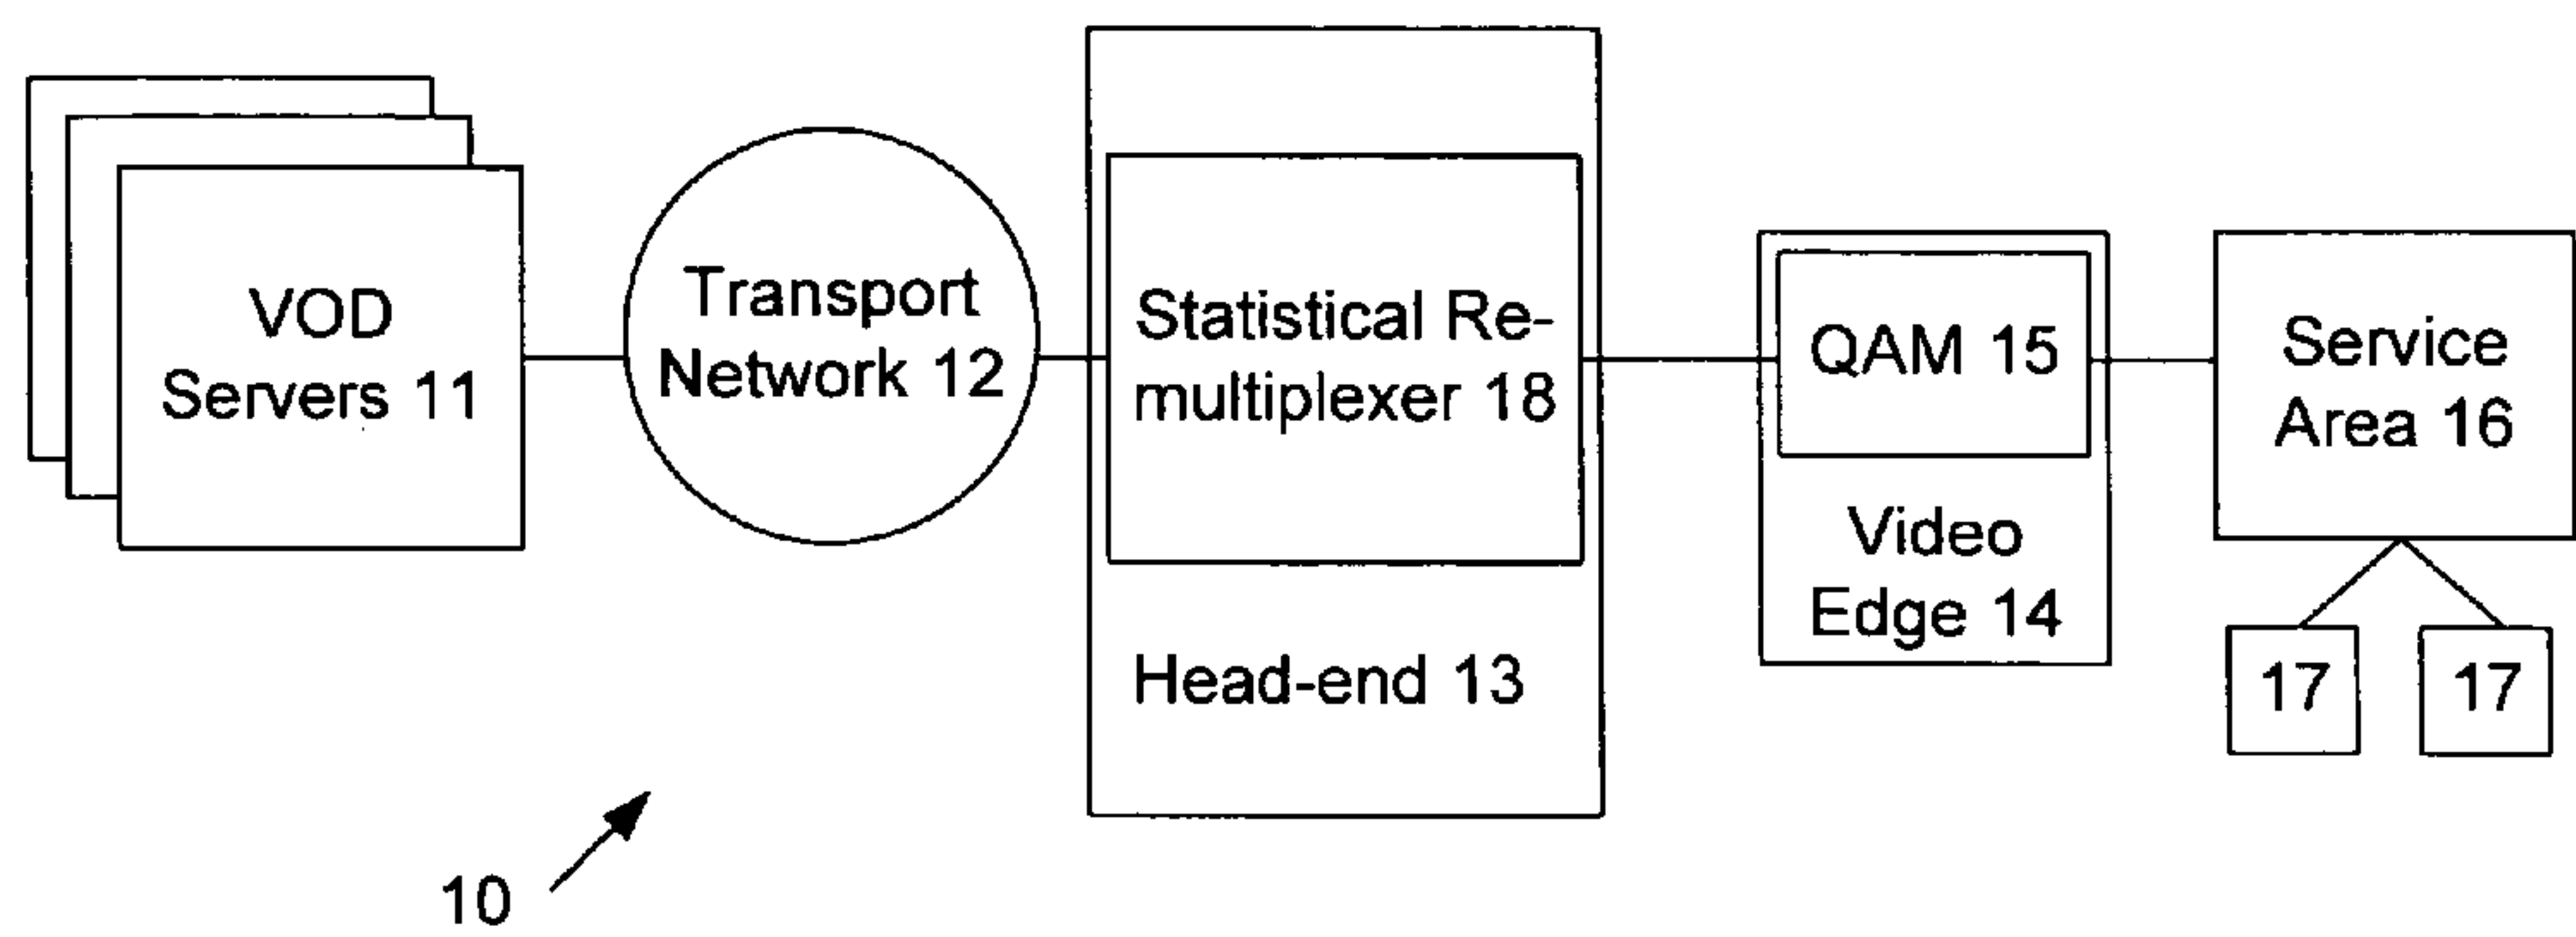 VOD
Servers 11
Transport
Network 12
Statistical Re-
multiplexer 18
Head-end 13
QAM 15
Video
Edge 14
Service
Area 16
17
17
10